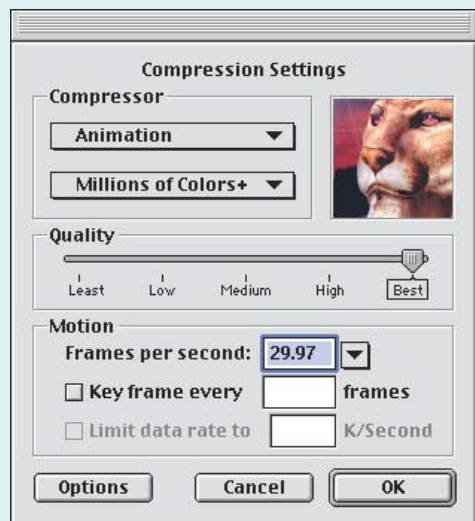 Compression Settings
Compressor
Animation
Millions of Colors+
Quality
Least Low Medium High Best
Motion
Frames per second: 29.97
Key frame every frames
Limit data rate to K/Second
Options Cancel OK